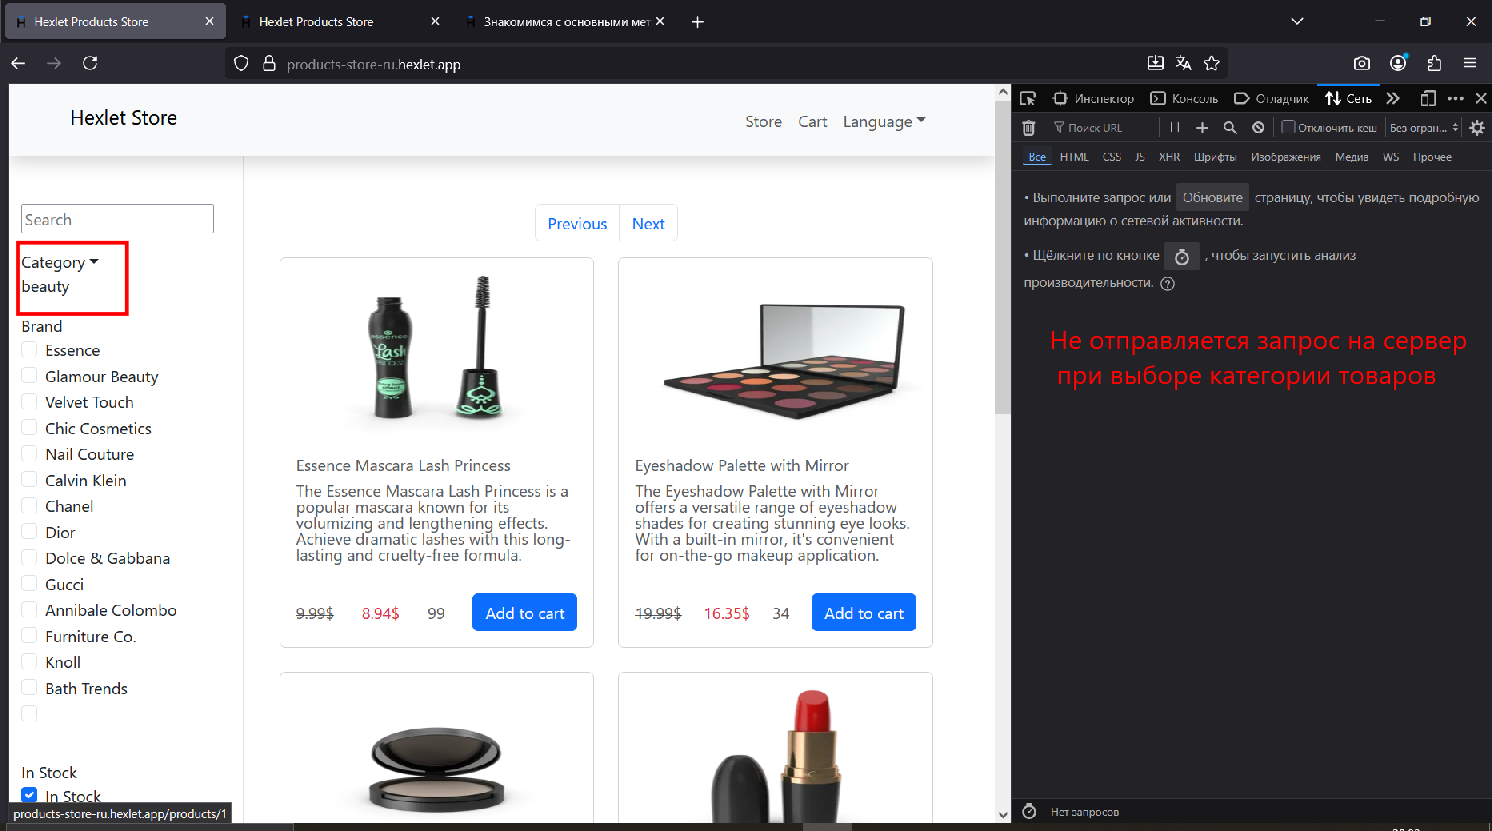 Hexlet Products Store
Hexlet Products Store
Знакомимся с основными мет
products-store-ru.hexlet.app
Hexlet Store
Store Cart Language
Search
Category
beauty
Brand
Essence
Glamour Beauty
Velvet Touch
Chic Cosmetics
Nail Couture
Calvin Klein
Chanel
Dior
Dolce & Gabbana
Gucci
Annibale Colombo
Furniture Co.
Knoll
Bath Trends
In Stock
In Stock
products-store-ru.hexlet.app/products/1
Previous Next
essence
Lash
PRINCESS
Essence Mascara Lash Princess
The Essence Mascara Lash Princess is a
popular mascara known for its
volumizing and lengthening effects.
Achieve dramatic lashes with this long-
lasting and cruelty-free formula.
9.99$ 8.94$ 99 Add to cart
Eyeshadow Palette with Mirror
The Eyeshadow Palette with Mirror
offers a versatile range of eyeshadow
shades for creating stunning eye looks.
With a built-in mirror, it's convenient
for on-the-go makeup application.
19.99$ 16.35$ 34 Add to cart
Инспектор Консоль Отладчик Сеть
Поиск URL Отключить кеш Без огран...
Все HTML CSS JS XHR Шрифты Изображения Медиа WS Прочее
• Выполните запрос или Обновите страницу, чтобы увидеть подробную
информацию о сетевой активности.
• Щёлкните по кнопке , чтобы запустить анализ
производительности.
Не отправляется запрос на сервер
при выборе категории товаров
Нет запросов